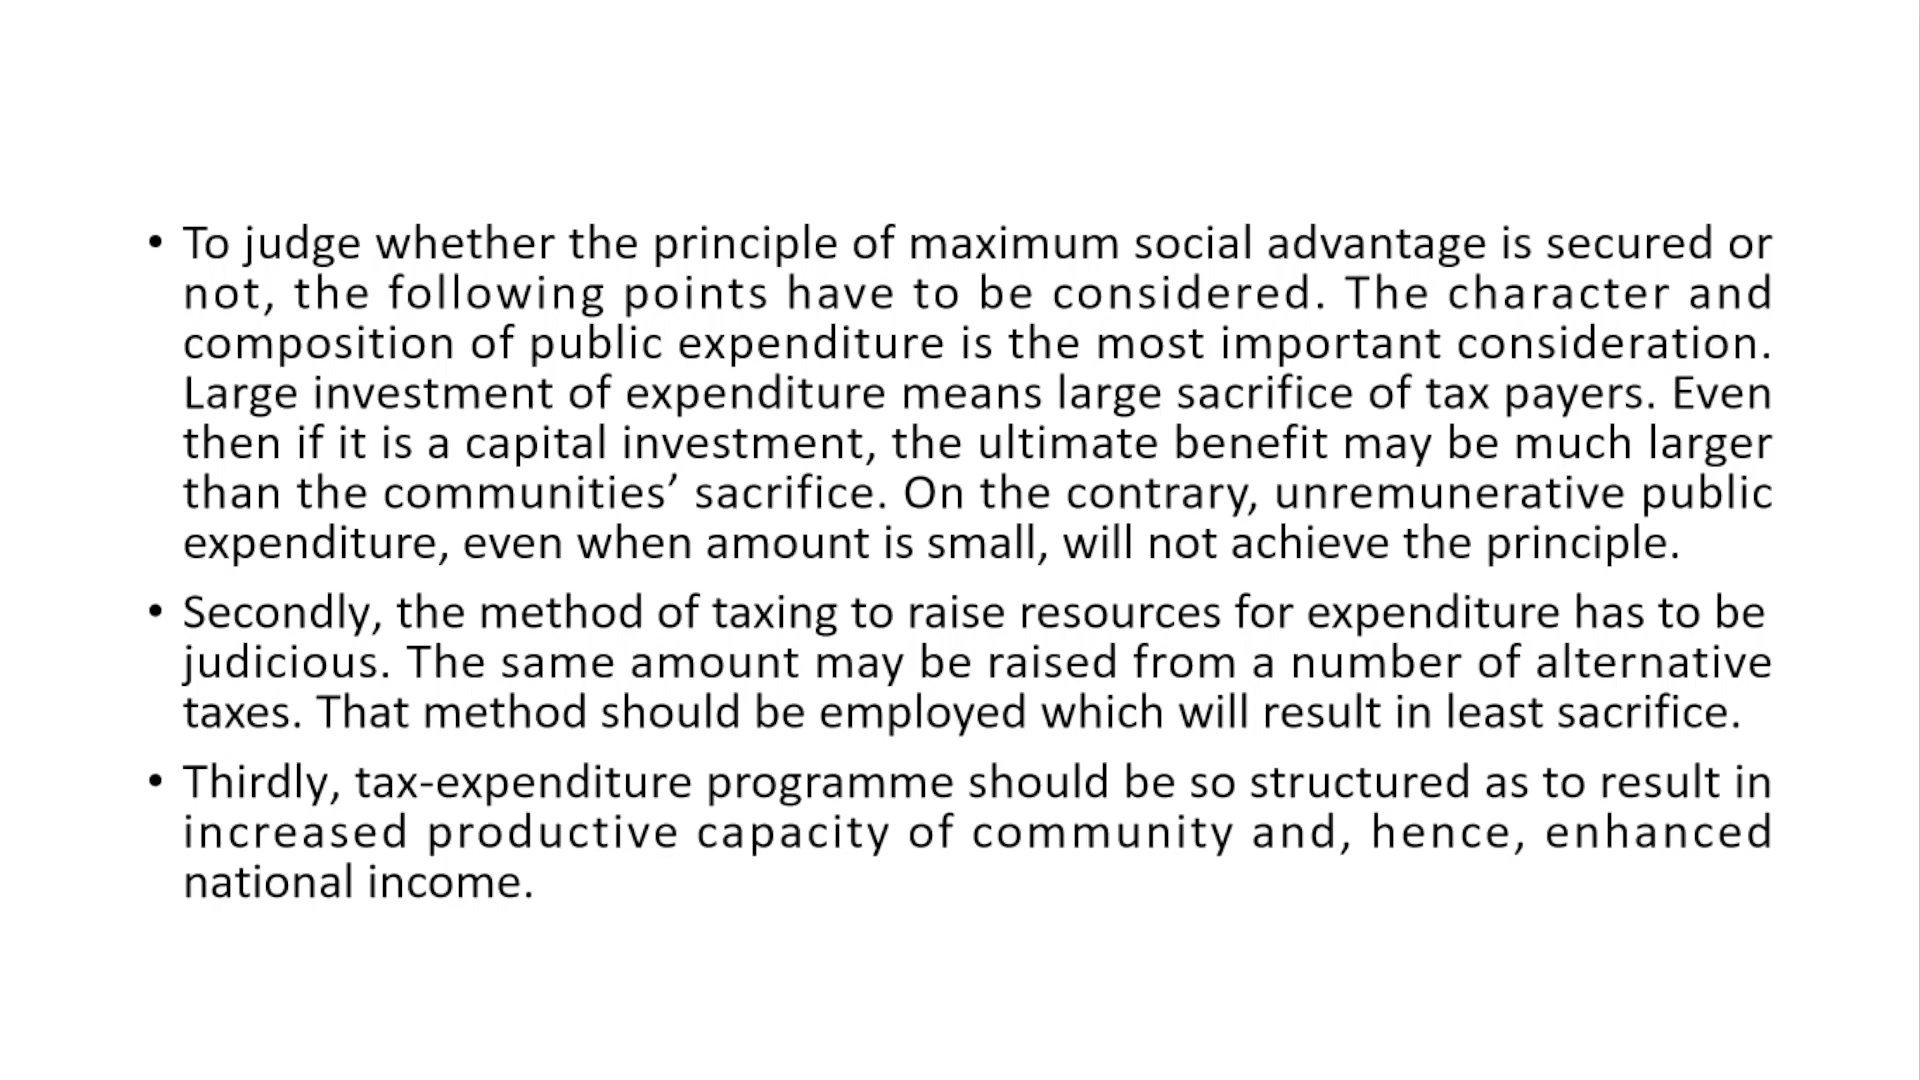 • To judge whether the principle of maximum social advantage is secured or
not, the following points have to be considered. The character and
composition of public expenditure is the most important consideration.
Large investment of expenditure means large sacrifice of tax payers. Even
then if it is a capital investment, the ultimate benefit may be much larger
than the communities’ sacrifice. On the contrary, unremunerative public
expenditure, even when amount is small, will not achieve the principle.
• Secondly, the method of taxing to raise resources for expenditure has to be
judicious. The same amount may be raised from a number of alternative
taxes. That method should be employed which will result in least sacrifice.
• Thirdly, tax-expenditure programme should be so structured as to result in
increased productive capacity of community and, hence, enhanced
national income.